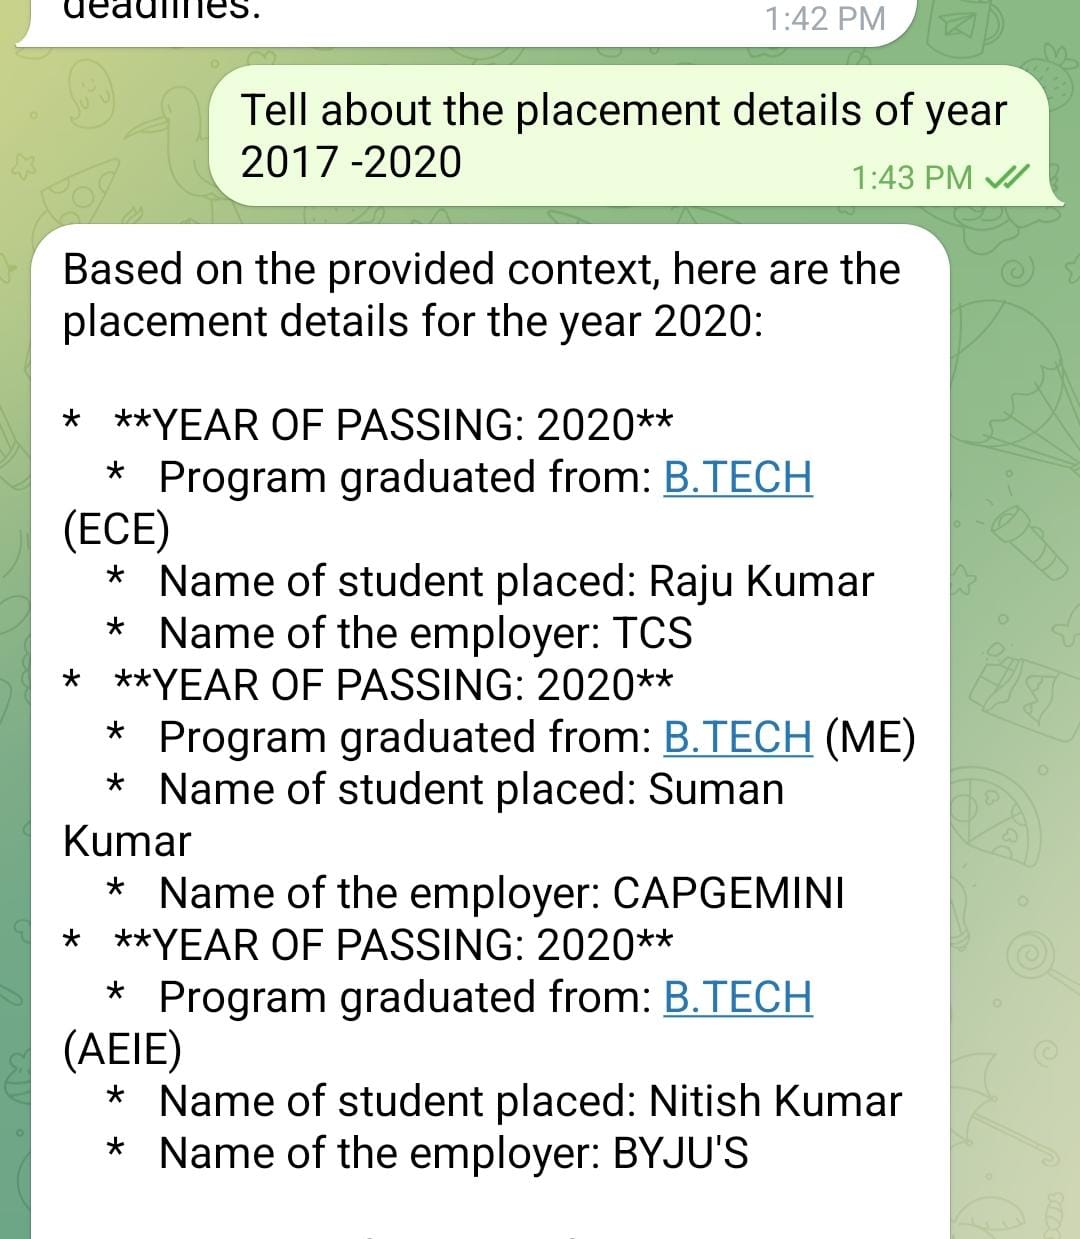 deadlines.
1:42 PM
Tell about the placement details of year
2017 -2020
1:43 PM
Based on the provided context, here are the
placement details for the year 2020:
* **YEAR OF PASSING: 2020**
* Program graduated from: B.TECH
(ECE)
* Name of student placed: Raju Kumar
* Name of the employer: TCS
* **YEAR OF PASSING: 2020**
* Program graduated from: B.TECH (ME)
* Name of student placed: Suman
Kumar
* Name of the employer: CAPGEMINI
* **YEAR OF PASSING: 2020**
* Program graduated from: B.TECH
(AEIE)
* Name of student placed: Nitish Kumar
* Name of the employer: BYJU'S